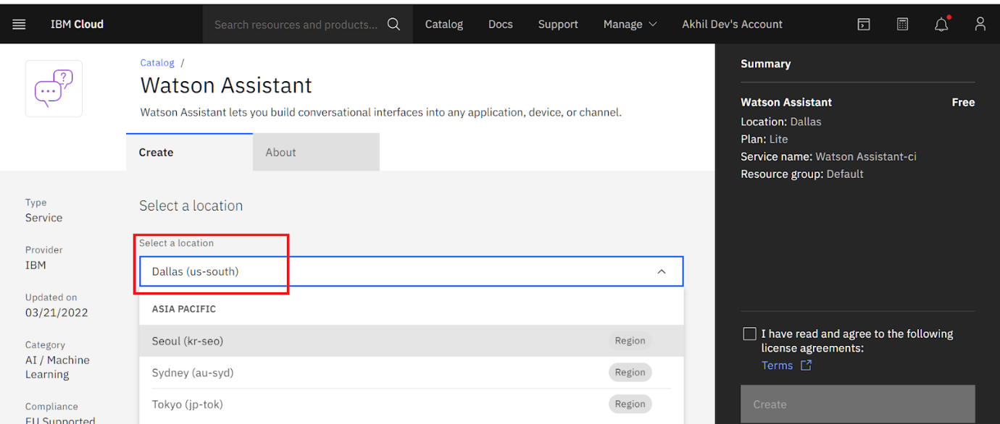 IBM Cloud
Search resources and products...
Catalog
Docs
Support
Manage
Akhil Dev's Account
Catalog /
Watson Assistant
Watson Assistant lets you build conversational interfaces into any application, device, or channel.
Create
About
Type
Service
Provider
IBM
Updated on
03/21/2022
Category
AI / Machine
Learning
Compliance
EU Supported
Select a location
Select a location
Dallas (us-south)
ASIA PACIFIC
Seoul (kr-seo) Region
Sydney (au-syd) Region
Tokyo (jp-tok) Region
Summary
Watson Assistant Free
Location: Dallas
Plan: Lite
Service name: Watson Assistant-ci
Resource group: Default
I have read and agree to the following
license agreements:
Terms
Create